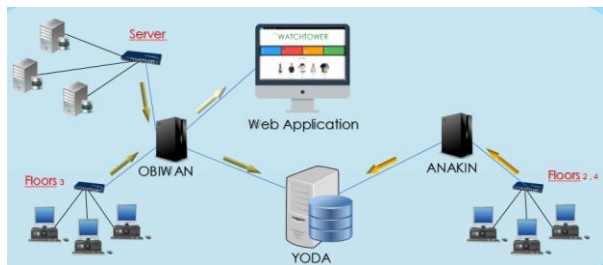 Server
WATCHTOWER
Web Application
OBIWAN
ANAKIN
Floors 3
Floors 2, 4
YODA